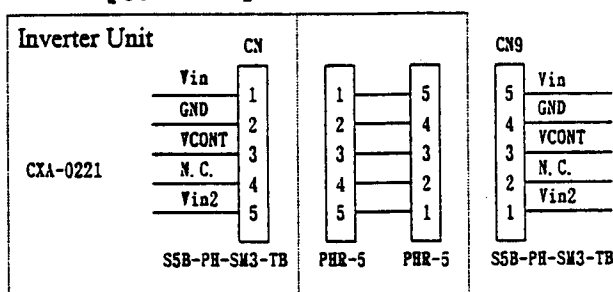 Inverter Unit
CN
CN9
Vin
1
1
5
5
Vin
GND
2
2
4
4
GND
VCONT
3
3
3
3
VCONT
CXA-0221
N.C.
4
4
2
2
N.C.
Vin2
5
5
1
1
Vin2
S5B-PH-SM3-TB
PHR-5
PHR-5
S5B-PH-SM3-TB